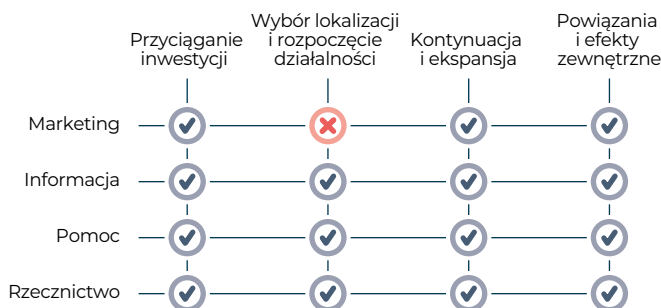 Przyciąganie
inwestycji
Wybór lokalizacji
i rozpoczęcie
działalności
Kontynuacja
i ekspansja
Powiązania
i efekty
zewnętrzne
Marketing
Informacja
Pomoc
Rzecznictwo